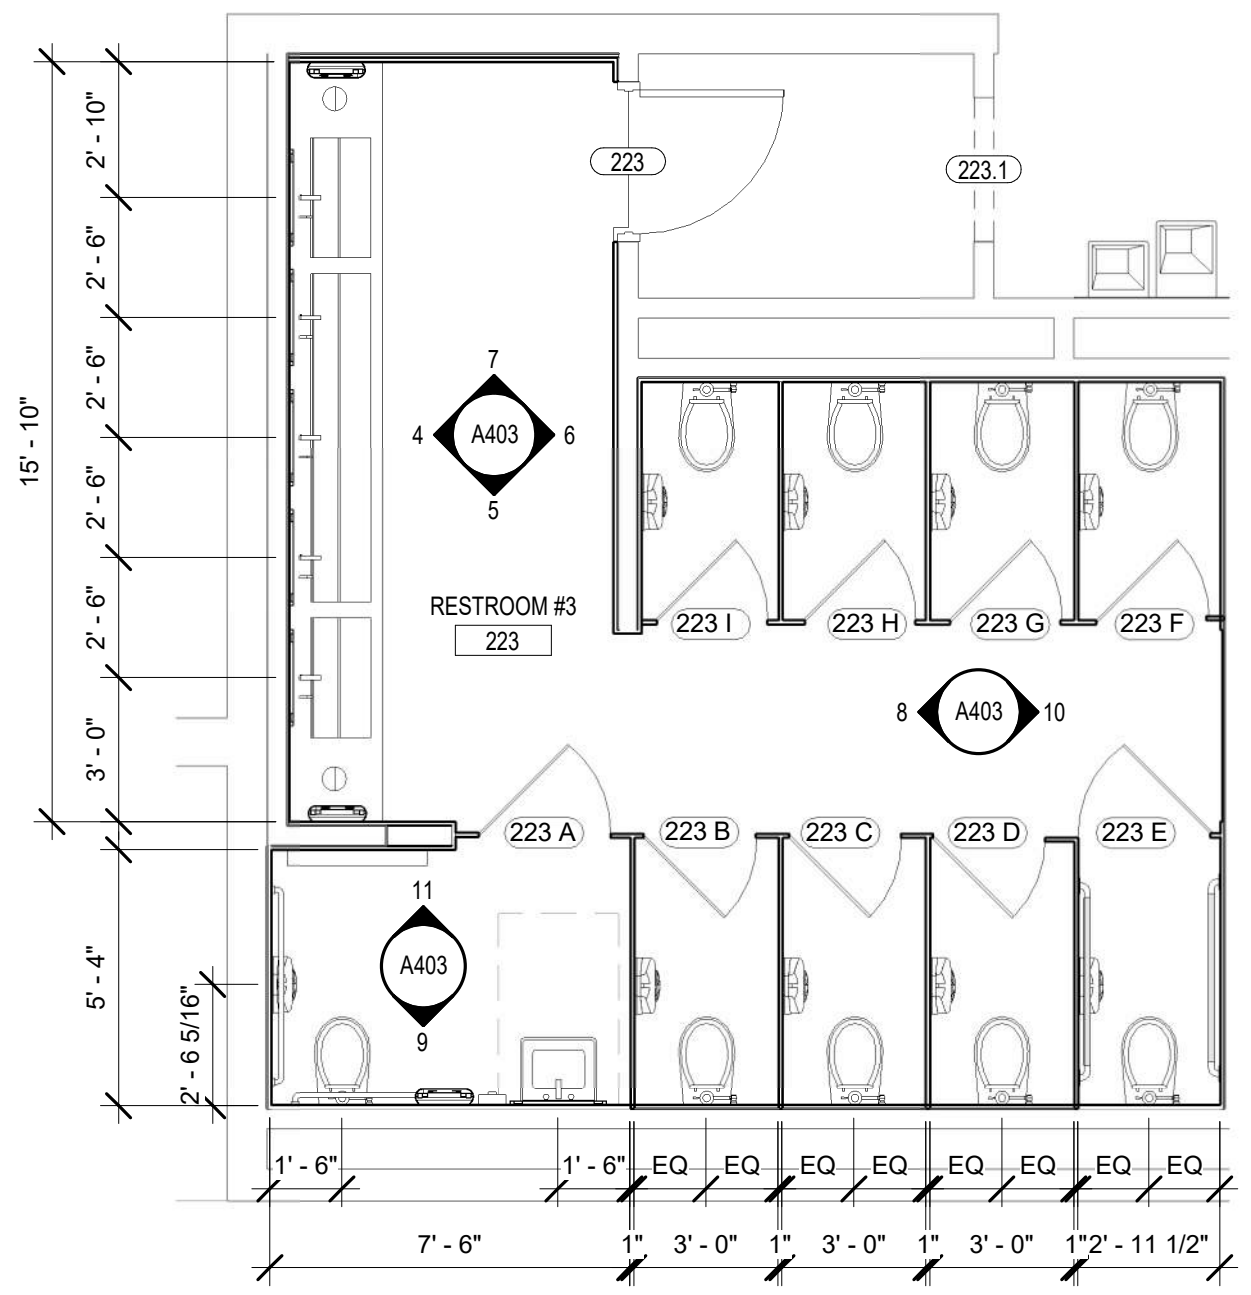 2' - 10"
2' - 6"
2' - 6"
2' - 6"
2' - 6"
3' - 0"
15' - 10"
5' - 4"
2' - 6 5/16"
223
223.1
7
4
A403
6
5
RESTROOM #3
223
223 I
223 H
223 G
223 F
8
A403
10
223 A
223 B
223 C
223 D
223 E
11
A403
9
1' - 6"
1' - 6"
EQ
EQ
EQ
EQ
EQ
EQ
EQ
EQ
7' - 6"
1"
3' - 0"
1"
3' - 0"
1"
3' - 0"
1"
2' - 11 1/2"